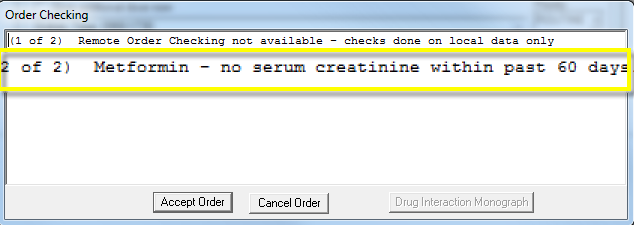 Order Checking
(1 of 2) Remote Order Checking not available - checks done on local data only
2 of 2) Metformin - no serum creatinine within past 60 days
Accept Order Cancel Order Drug Interaction Monograph